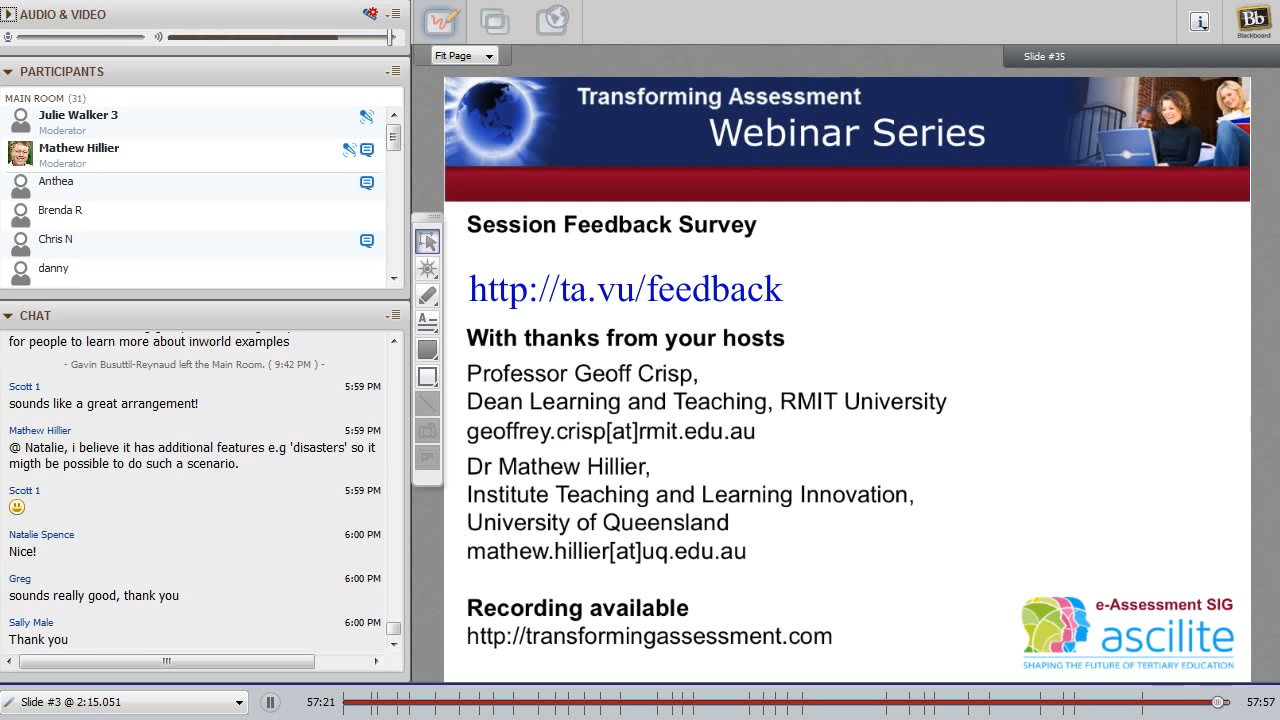 AUDIO & VIDEO
PARTICIPANTS
MAIN ROOM (31)
Julie Walker 3
Moderator
Mathew Hillier
Moderator
Anthea
Brenda R
Chris N
danny
CHAT
for people to learn more about inworld examples
- Gavin Busuttil-Reynaud left the Main Room. ( 9:42 PM ) -
Scott 1 5:59 PM
sounds like a great arrangement!
Mathew Hillier 5:59 PM
@ Natalie, i believe it has additional features e.g 'disasters' so it
migth be possible to do such a scenario.
Scott 1 5:59 PM
Natalie Spence 6:00 PM
Nice!
Greg 6:00 PM
sounds really good, thank you
Sally Male 6:00 PM
Thank you
Slide #3 @ 2:15.051
57:21
57:57
Fit Page
Slide #35
Bb
Blackboard
Transforming Assessment
Webinar Series
Session Feedback Survey
http://ta.vu/feedback
With thanks from your hosts
Professor Geoff Crisp,
Dean Learning and Teaching, RMIT University
geoffrey.crisp[at]rmit.edu.au
Dr Mathew Hillier,
Institute Teaching and Learning Innovation,
University of Queensland
mathew.hillier[at]uq.edu.au
Recording available
http://transformingassessment.com
e-Assessment SIG
ascilite
SHAPING THE FUTURE OF TERTIARY EDUCATION